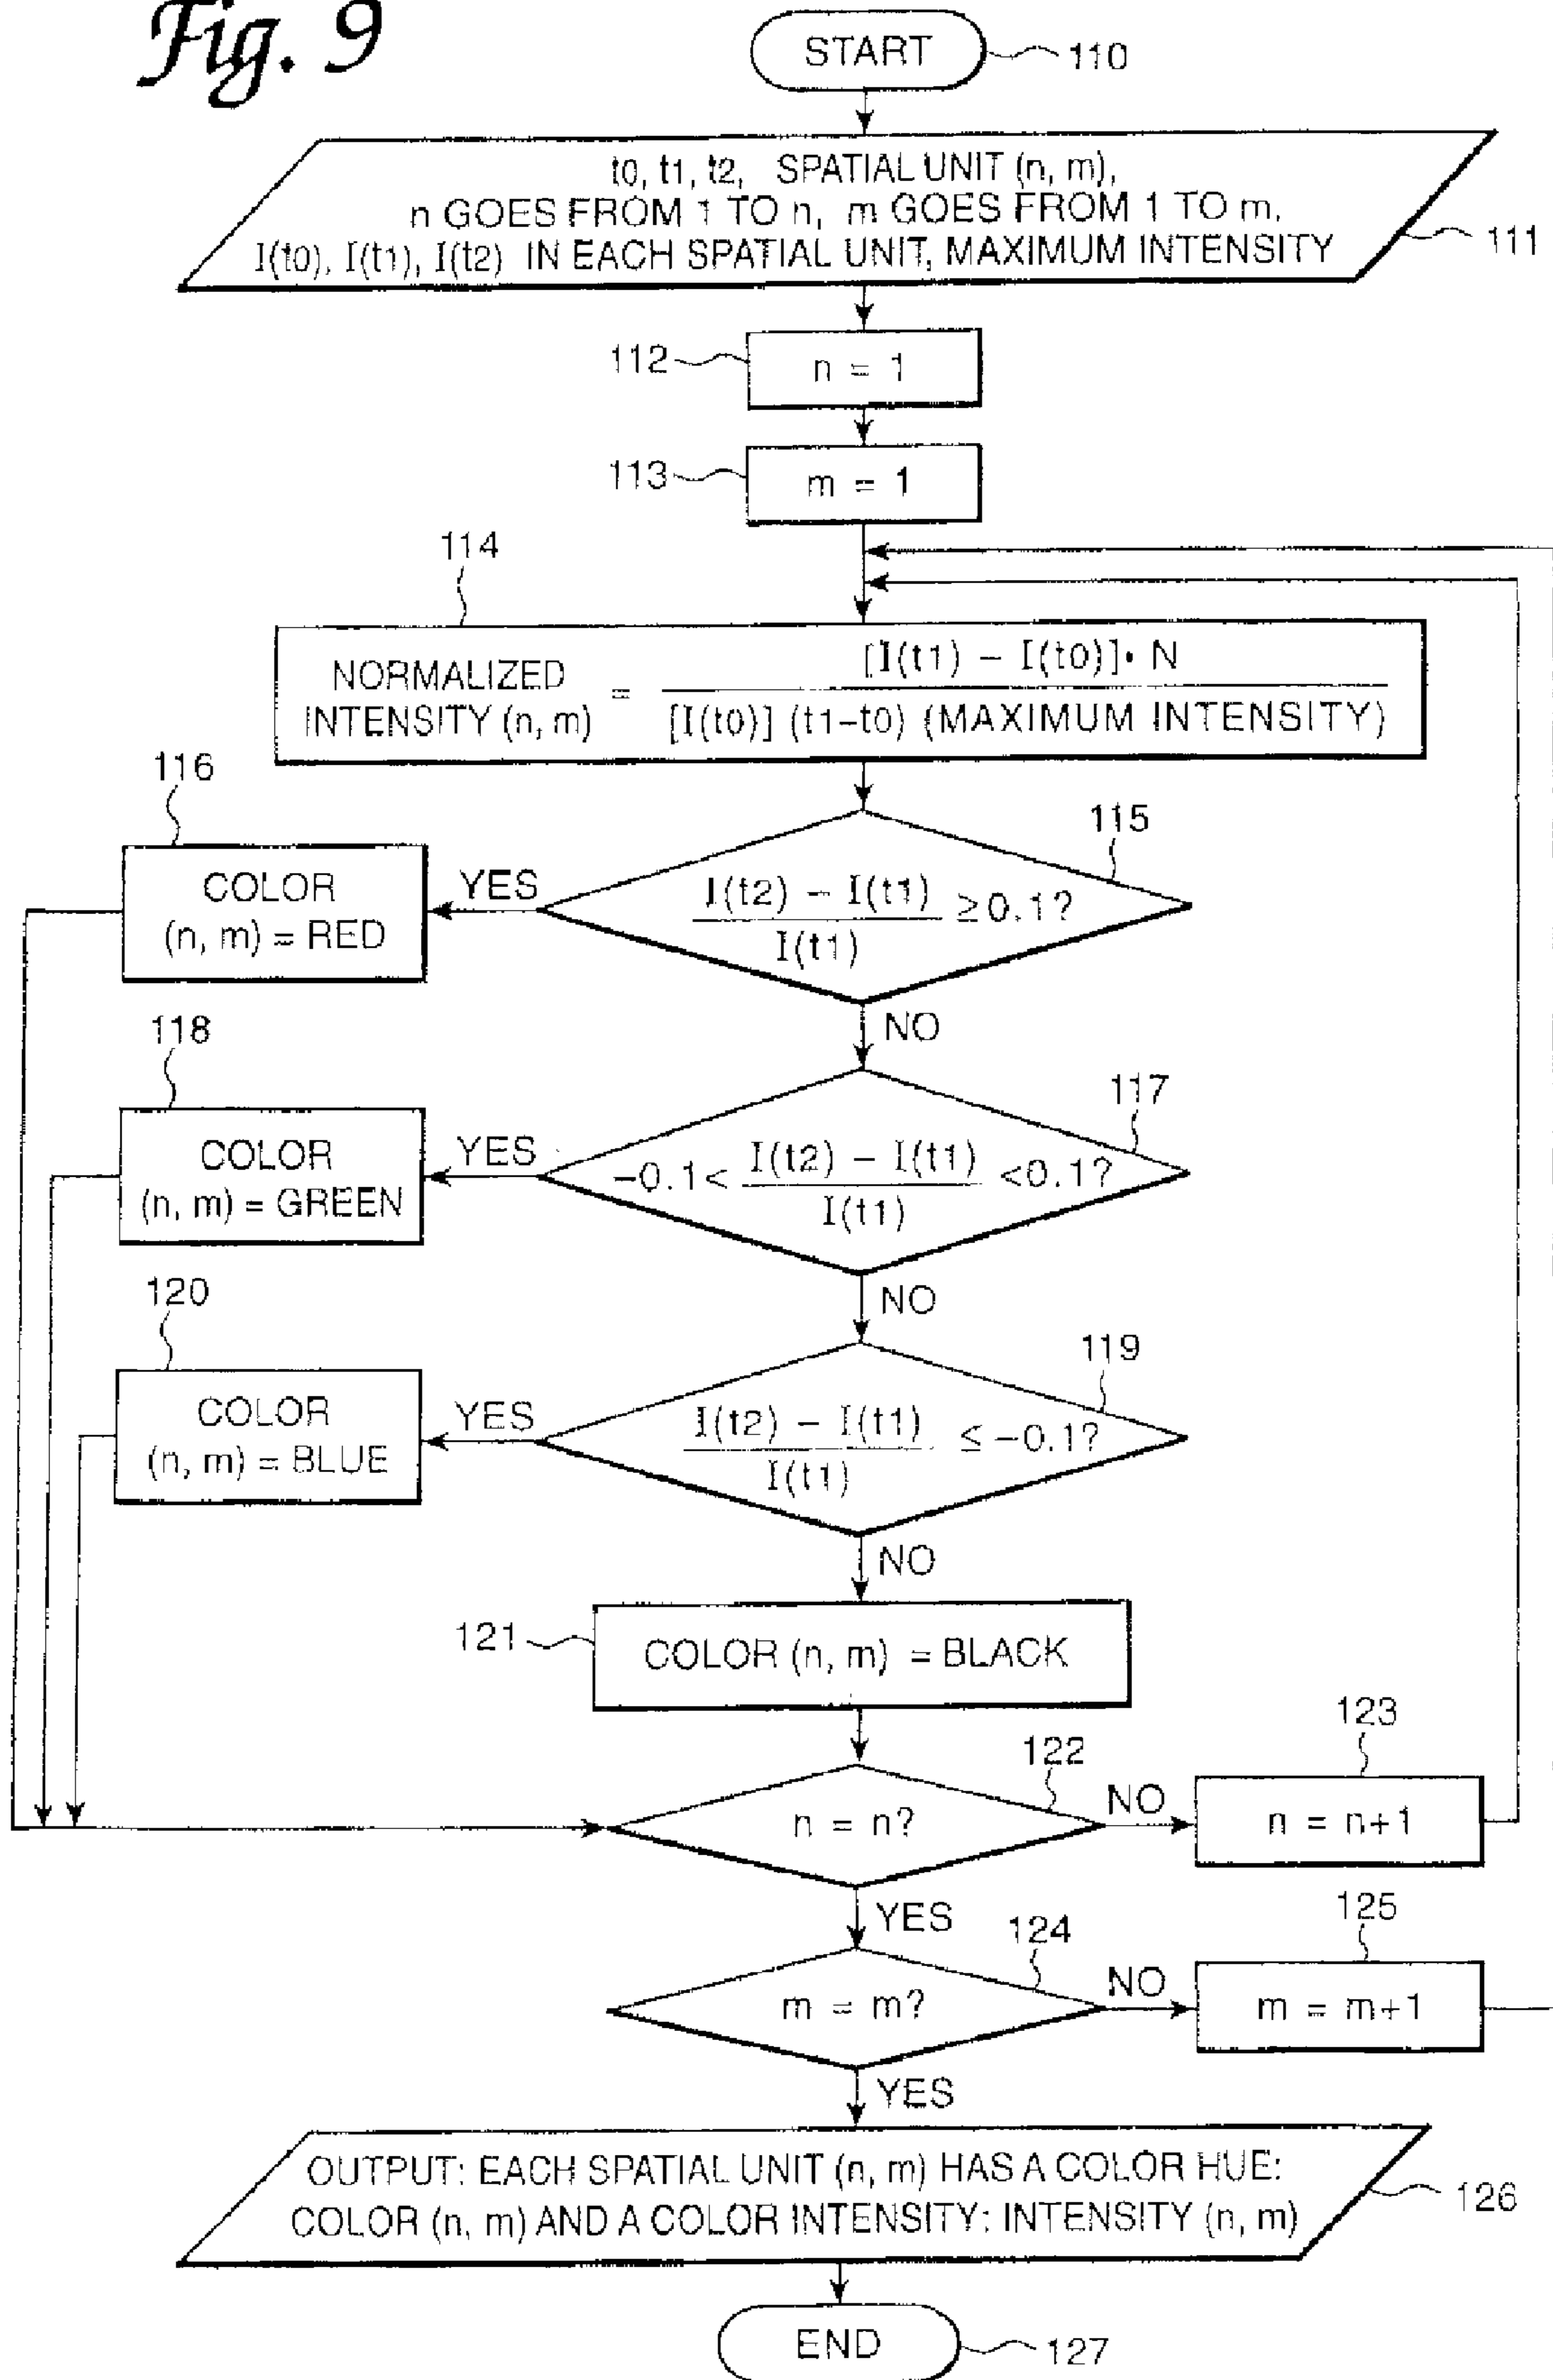 Fig. 9
START
110
t0, t1, t2, SPATIAL UNIT (n, m),
n GOES FROM 1 TO n, m GOES FROM 1 TO m.
I(t0), I(t1), I(t2) IN EACH SPATIAL UNIT, MAXIMUM INTENSITY
111
112
n = 1
113
m = 1
114
NORMALIZED
INTENSITY (n, m)
=
[I(t1) – I(t0)]• N
[I(t0)] (t1-t0) (MAXIMUM INTENSITY)
116
COLOR
(n, m) = RED
YES
115
I(t2) – I(t1)
I(t1)
≥0.1?
NO
118
COLOR
(n, m) = GREEN
YES
117
-0.1<
I(t2) – I(t1)
I(t1)
<0.1?
NO
120
COLOR
(n, m) = BLUE
YES
119
I(t2) – I(t1)
I(t1)
≤ -0.1?
NO
121
COLOR (n, m) = BLACK
122
n = n?
NO
123
n = n+1
YES
124
m = m?
NO
125
m = m+1
YES
OUTPUT: EACH SPATIAL UNIT (n, m) HAS A COLOR HUE:
COLOR (n, m) AND A COLOR INTENSITY: INTENSITY (n, m)
126
END
127